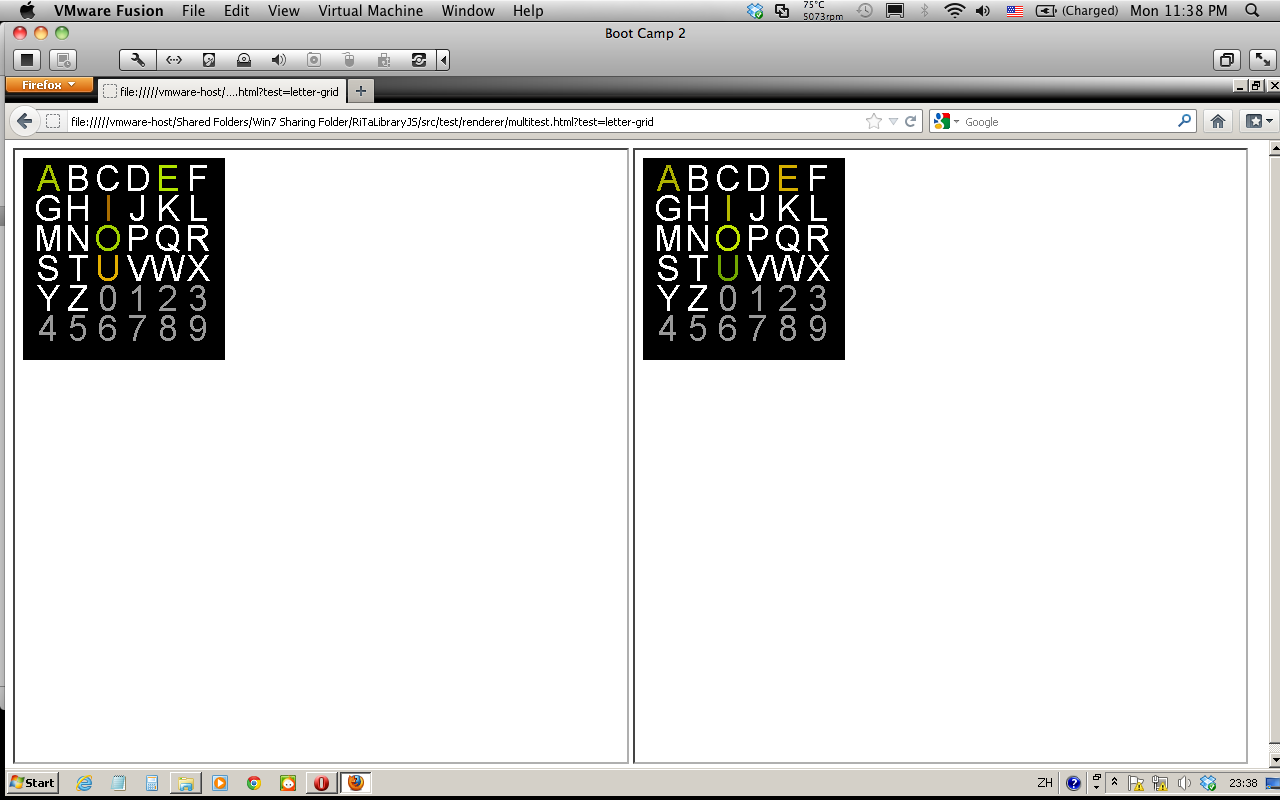 VMware Fusion File Edit View Virtual Machine Window Help 75°C 5073rpm (Charged) Mon 11:38 PM
Boot Camp 2
Firefox
file://///vmware-host/....html?test=letter-grid
file://///vmware-host/Shared Folders/Win7 Sharing Folder/RiTaLibraryJS/src/test/renderer/multitest.html?test=letter-grid
Google
A B C D E F
G H I J K L
M N O P Q R
S T U V W X
Y Z 0 1 2 3
4 5 6 7 8 9
A B C D E F
G H I J K L
M N O P Q R
S T U V W X
Y Z 0 1 2 3
4 5 6 7 8 9
Start ZH 23:38